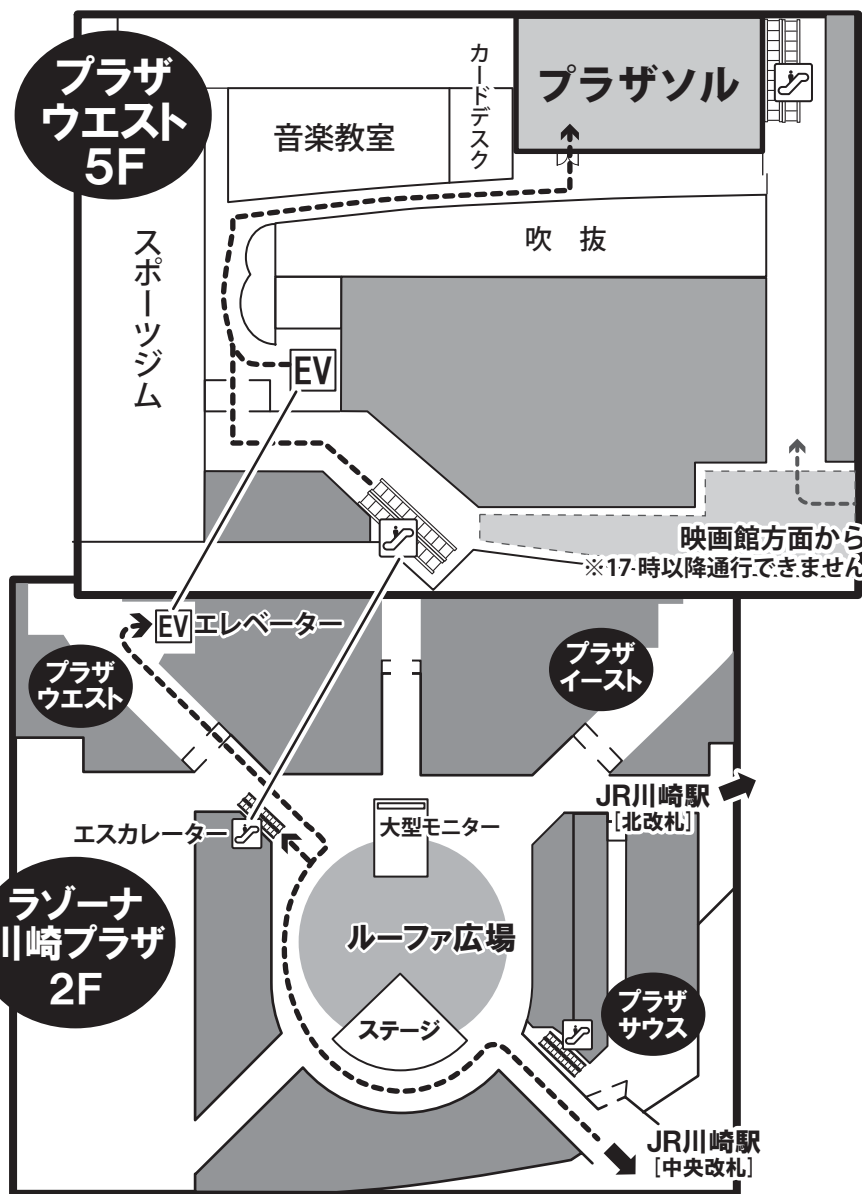 プラザ
ウエスト
5F
カードデスク
プラザソル
音楽教室
スポーツジム
吹 抜
EV
映画館方面から
※17時以降通行できません
EV エレベーター
プラザ
ウエスト
プラザ
イースト
JR川崎駅
[北改札]
エスカレーター
大型モニター
ラゾーナ
川崎プラザ
2F
ルーファ広場
ステージ
プラザ
サウス
JR川崎駅
[中央改札]